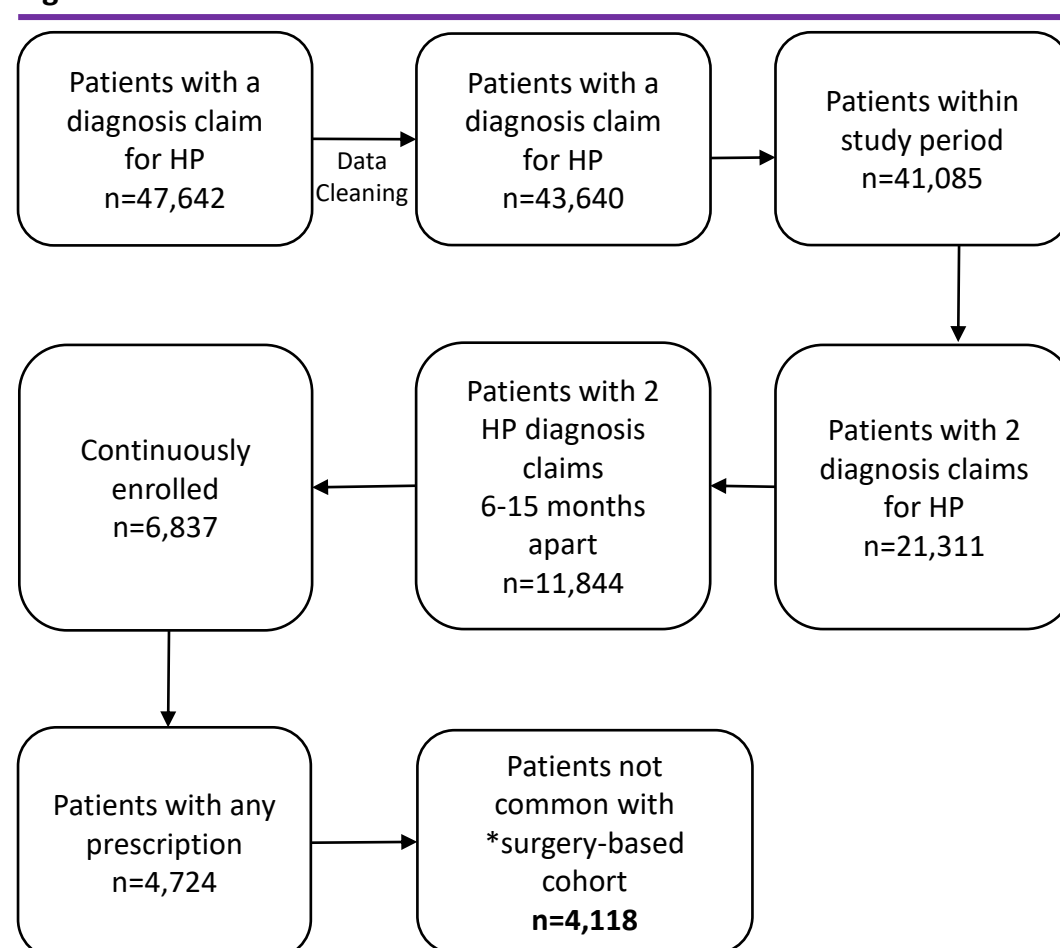 Patients with a
diagnosis claim
for HP
n=47,642
Data
Cleaning
Patients with a
diagnosis claim
for HP
n=43,640
Patients within
study period
n=41,085
Patients with 2
diagnosis claims
for HP
n=21,311
Patients with 2
HP diagnosis
claims
6-15 months
apart
n=11,844
Continuously
enrolled
n=6,837
Patients with any
prescription
n=4,724
Patients not
common with
*surgery-based
cohort
n=4,118